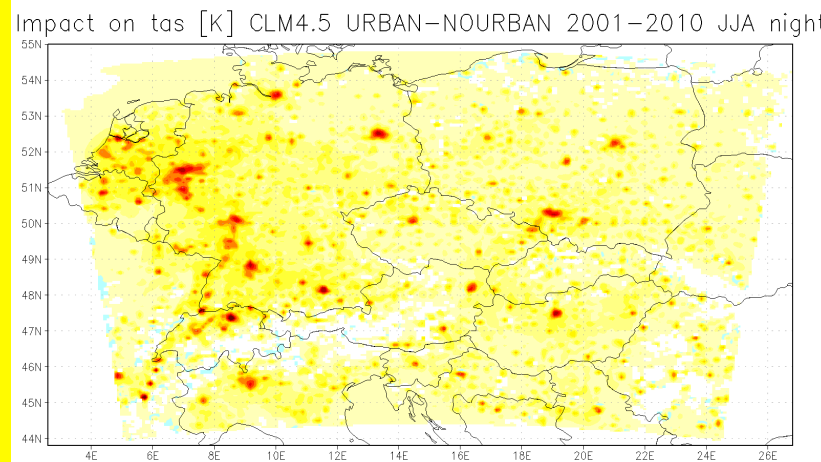 Impact on tas [K] CLM4.5 URBAN−NOURBAN 2001−2010 JJA night
55N
54N
53N
52N
51N
50N
49N
48N
47N
46N
45N
44N
4E 6E 8E 10E 12E 14E 16E 18E 20E 22E 24E 26E